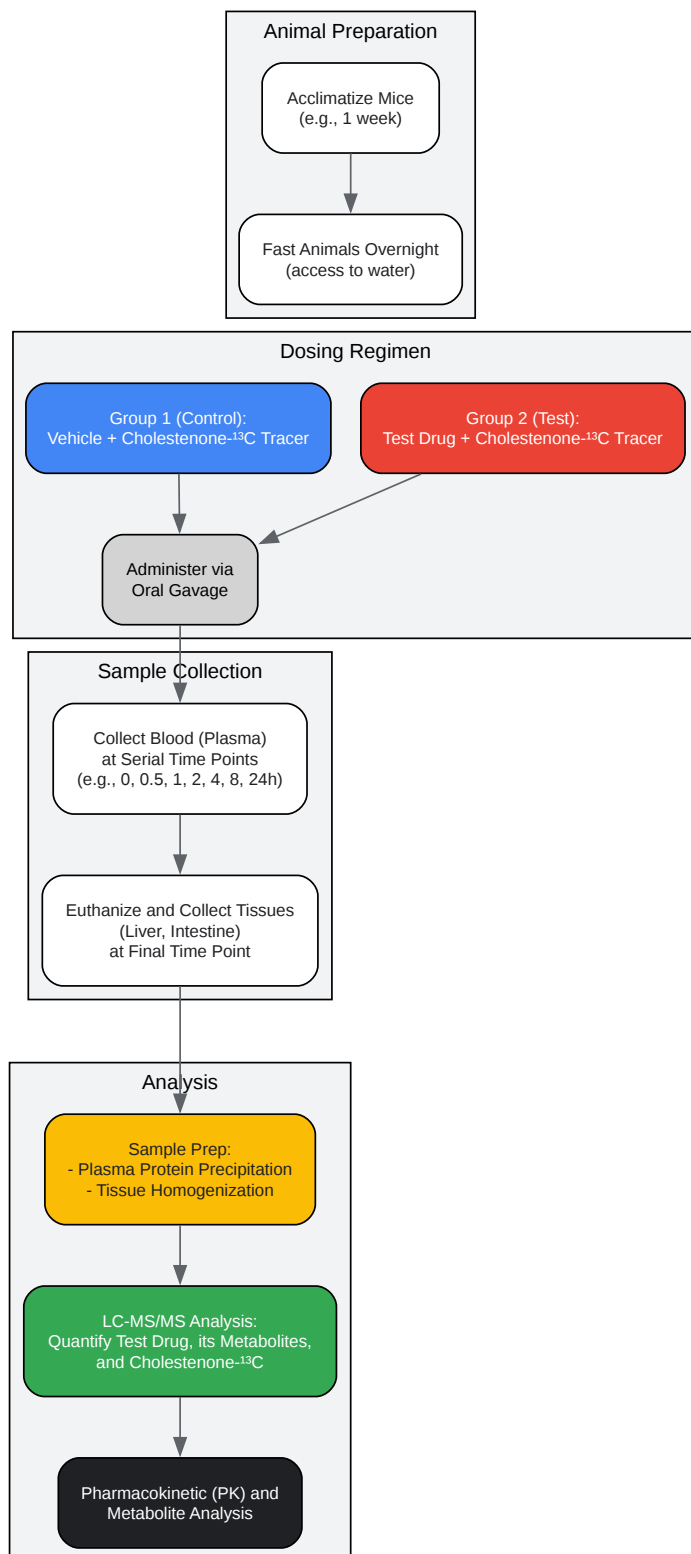 Animal Preparation
Acclimatize Mice
(e.g., 1 week)
Fast Animals Overnight
(access to water)
Dosing Regimen
Group 1 (Control):
Vehicle + Cholestenone-¹³C Tracer
Group 2 (Test):
Test Drug + Cholestenone-¹³C Tracer
Administer via
Oral Gavage
Sample Collection
Collect Blood (Plasma)
at Serial Time Points
(e.g., 0, 0.5, 1, 2, 4, 8, 24h)
Euthanize and Collect Tissues
(Liver, Intestine)
at Final Time Point
Analysis
Sample Prep:
- Plasma Protein Precipitation
- Tissue Homogenization
LC-MS/MS Analysis:
Quantify Test Drug, its Metabolites,
and Cholestenone-¹³C
Pharmacokinetic (PK) and
Metabolite Analysis